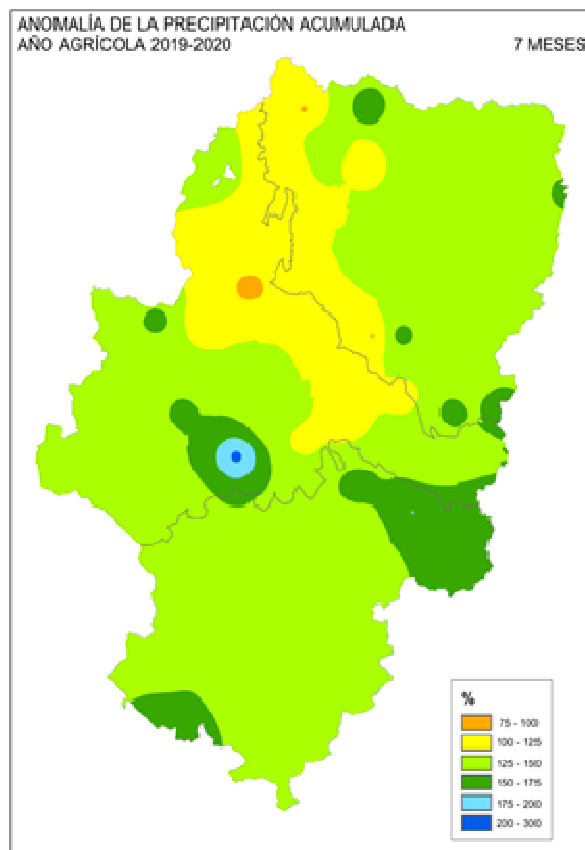 ANOMALÍA DE LA PRECIPITACIÓN ACUMULADA
AÑO AGRÍCOLA 2019-2020 7 MESES
%
75 - 100
100 - 125
125 - 150
150 - 175
175 - 200
200 - 300